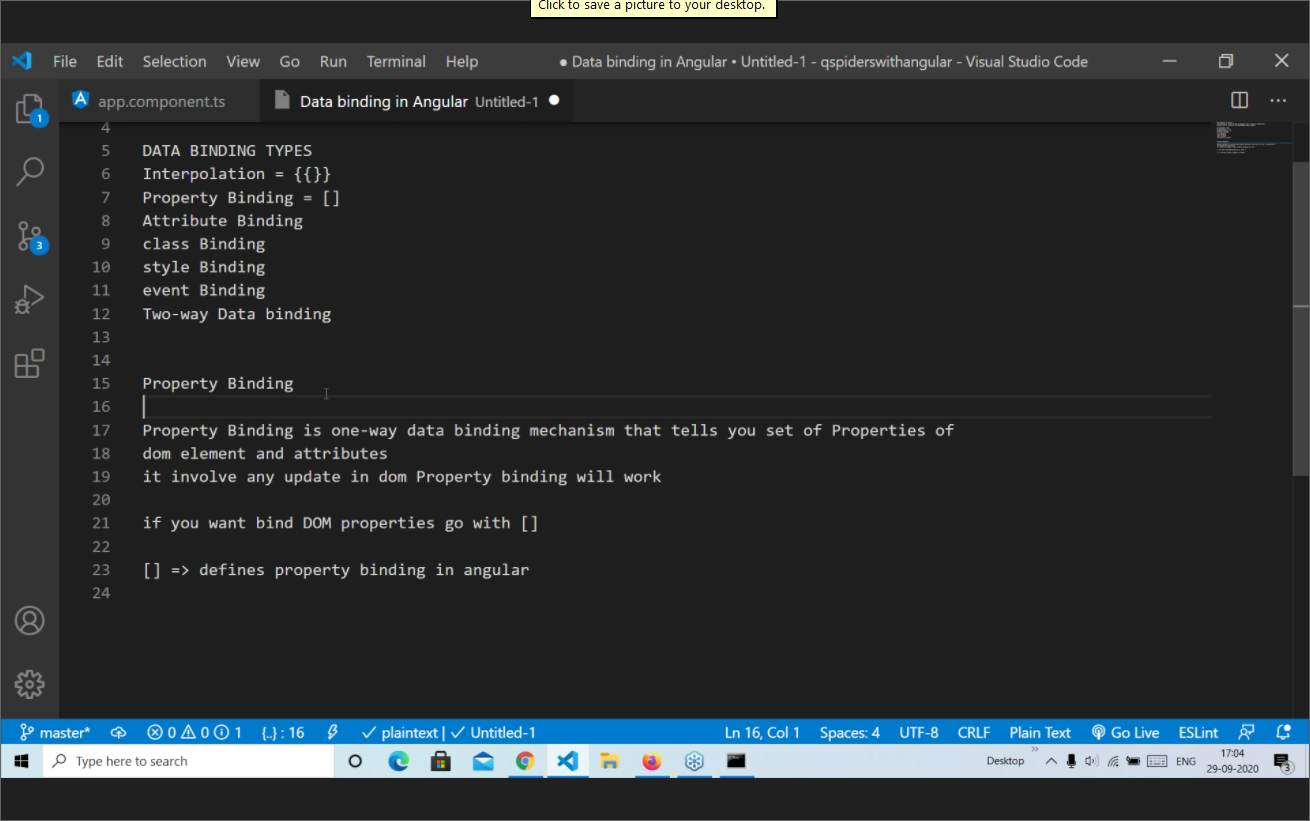 Click to save a picture to your desktop.
File Edit Selection View Go Run Terminal Help ● Data binding in Angular • Untitled-1 - qspiderswithangular - Visual Studio Code
app.component.ts Data binding in Angular Untitled-1
1
3
4
5 DATA BINDING TYPES
6 Interpolation = {{}}
7 Property Binding = []
8 Attribute Binding
9 class Binding
10 style Binding
11 event Binding
12 Two-way Data binding
13
14
15 Property Binding
16
17 Property Binding is one-way data binding mechanism that tells you set of Properties of
18 dom element and attributes
19 it involve any update in dom Property binding will work
20
21 if you want bind DOM properties go with []
22
23 [] => defines property binding in angular
24
master* 0 0 1 {..} : 16 plaintext | Untitled-1 Ln 16, Col 1 Spaces: 4 UTF-8 CRLF Plain Text Go Live ESLint
Type here to search Desktop ENG 17:04
29-09-2020 3